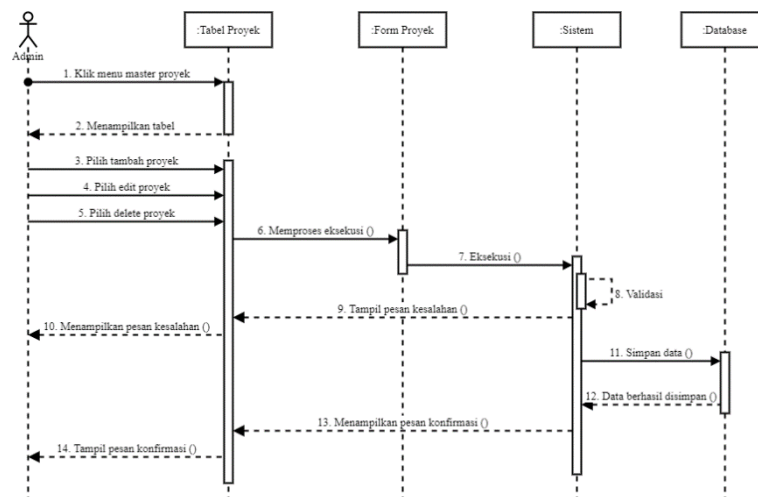 :Tabel Proyek
:Form Proyek
:Sistem
:Database
Admin
1. Klik menu master proyek
2. Menampilkan tabel
3. Pilih tambah proyek
4. Pilih edit proyek
5. Pilih delete proyek
6. Memproses eksekusi ()
7. Eksekusi ()
8. Validasi
9. Tampil pesan kesalahan ()
10. Menampilkan pesan kesalahan ()
11. Simpan data ()
12. Data berhasil disimpan ()
13. Menampilkan pesan konfirmasi ()
14. Tampil pesan konfirmasi ()